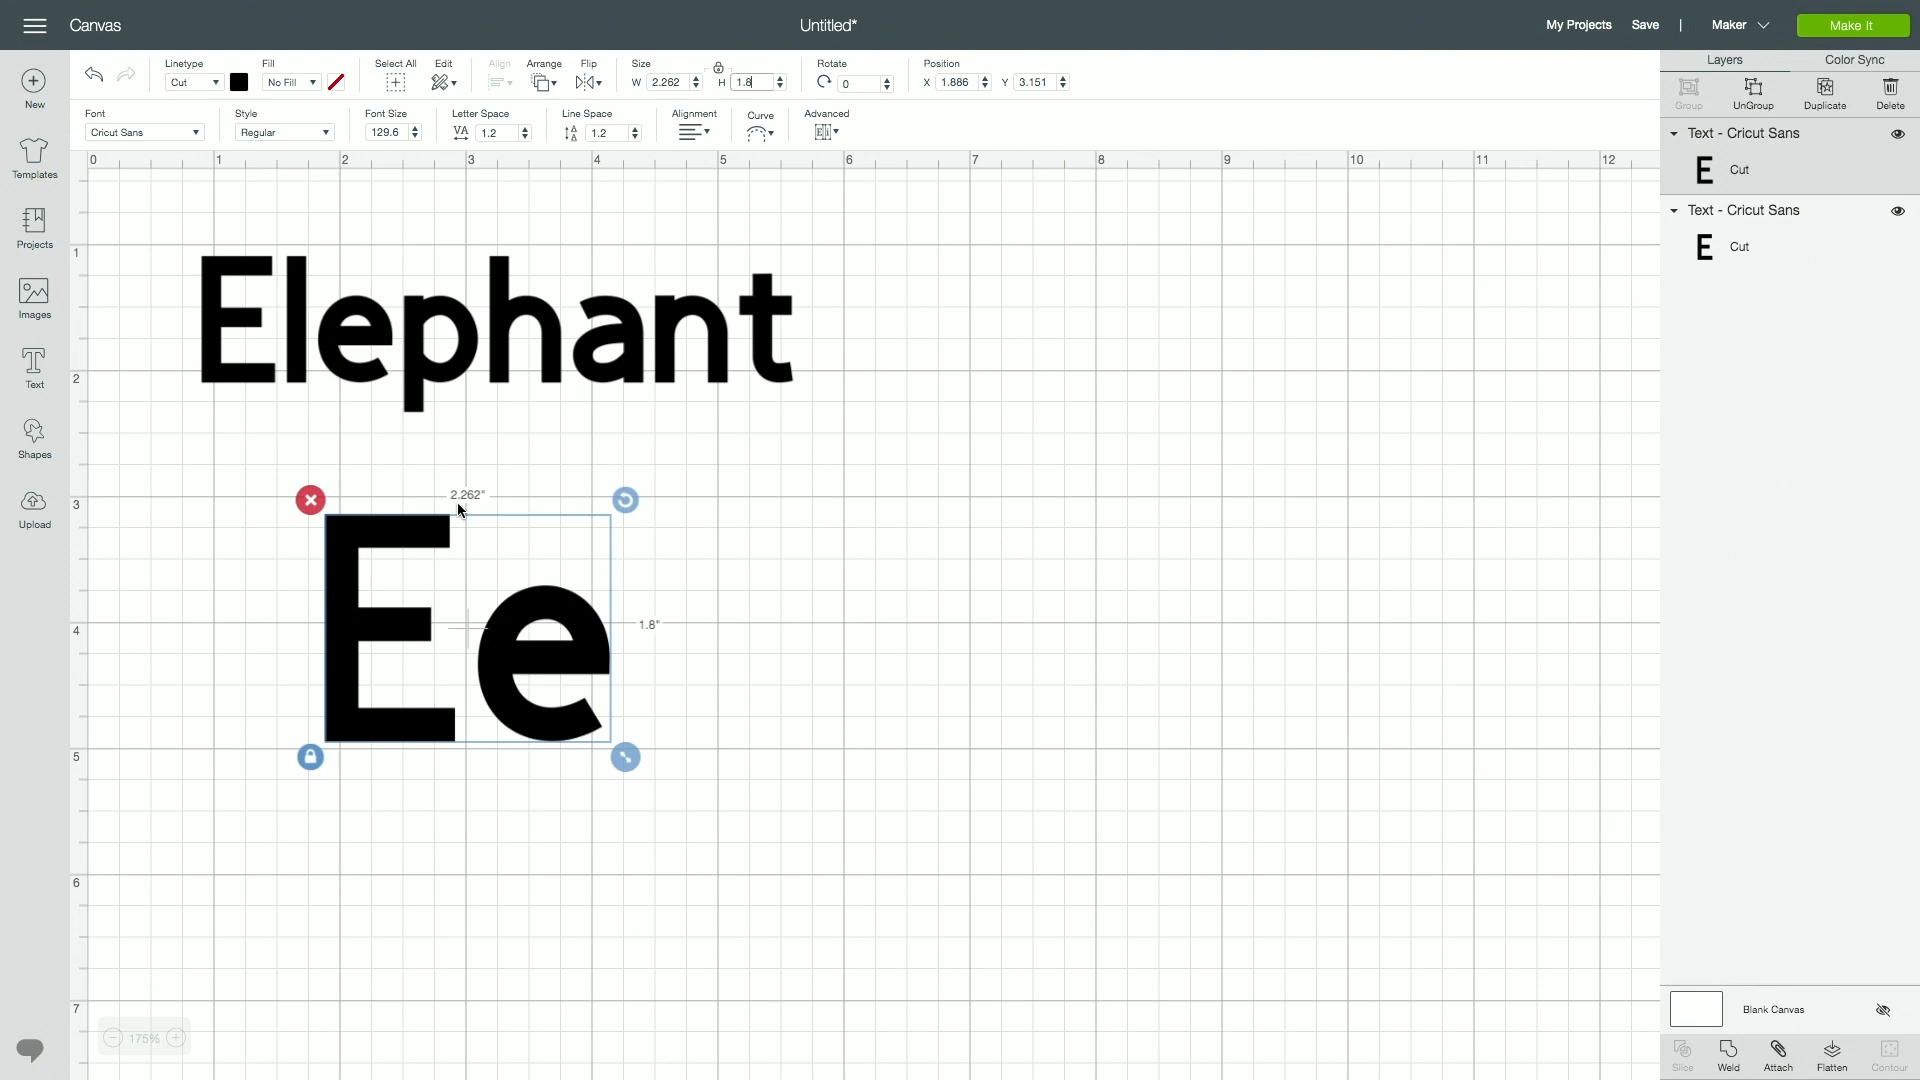 Canvas
Untitled*
My Projects Save | Maker Make It
Linetype Fill Select All Edit Align Arrange Flip Size Rotate Position
Cut No Fill W 2.262 H 1.8 0 X 1.886 Y 3.151
Font Style Font Size Letter Space Line Space Alignment Curve Advanced
Cricut Sans Regular 129.6 VA 1.2 1.2
New
Templates
Projects
Images
Text
Shapes
Upload
0 1 2 3 4 5 6 7 8 9 10 11 12
1
2
3
4
5
6
7
Elephant
2.262"
Ee
1.8"
175%
Layers Color Sync
Group UnGroup Duplicate Delete
Text - Cricut Sans
E Cut
Text - Cricut Sans
E Cut
Blank Canvas
Slice Weld Attach Flatten Contour